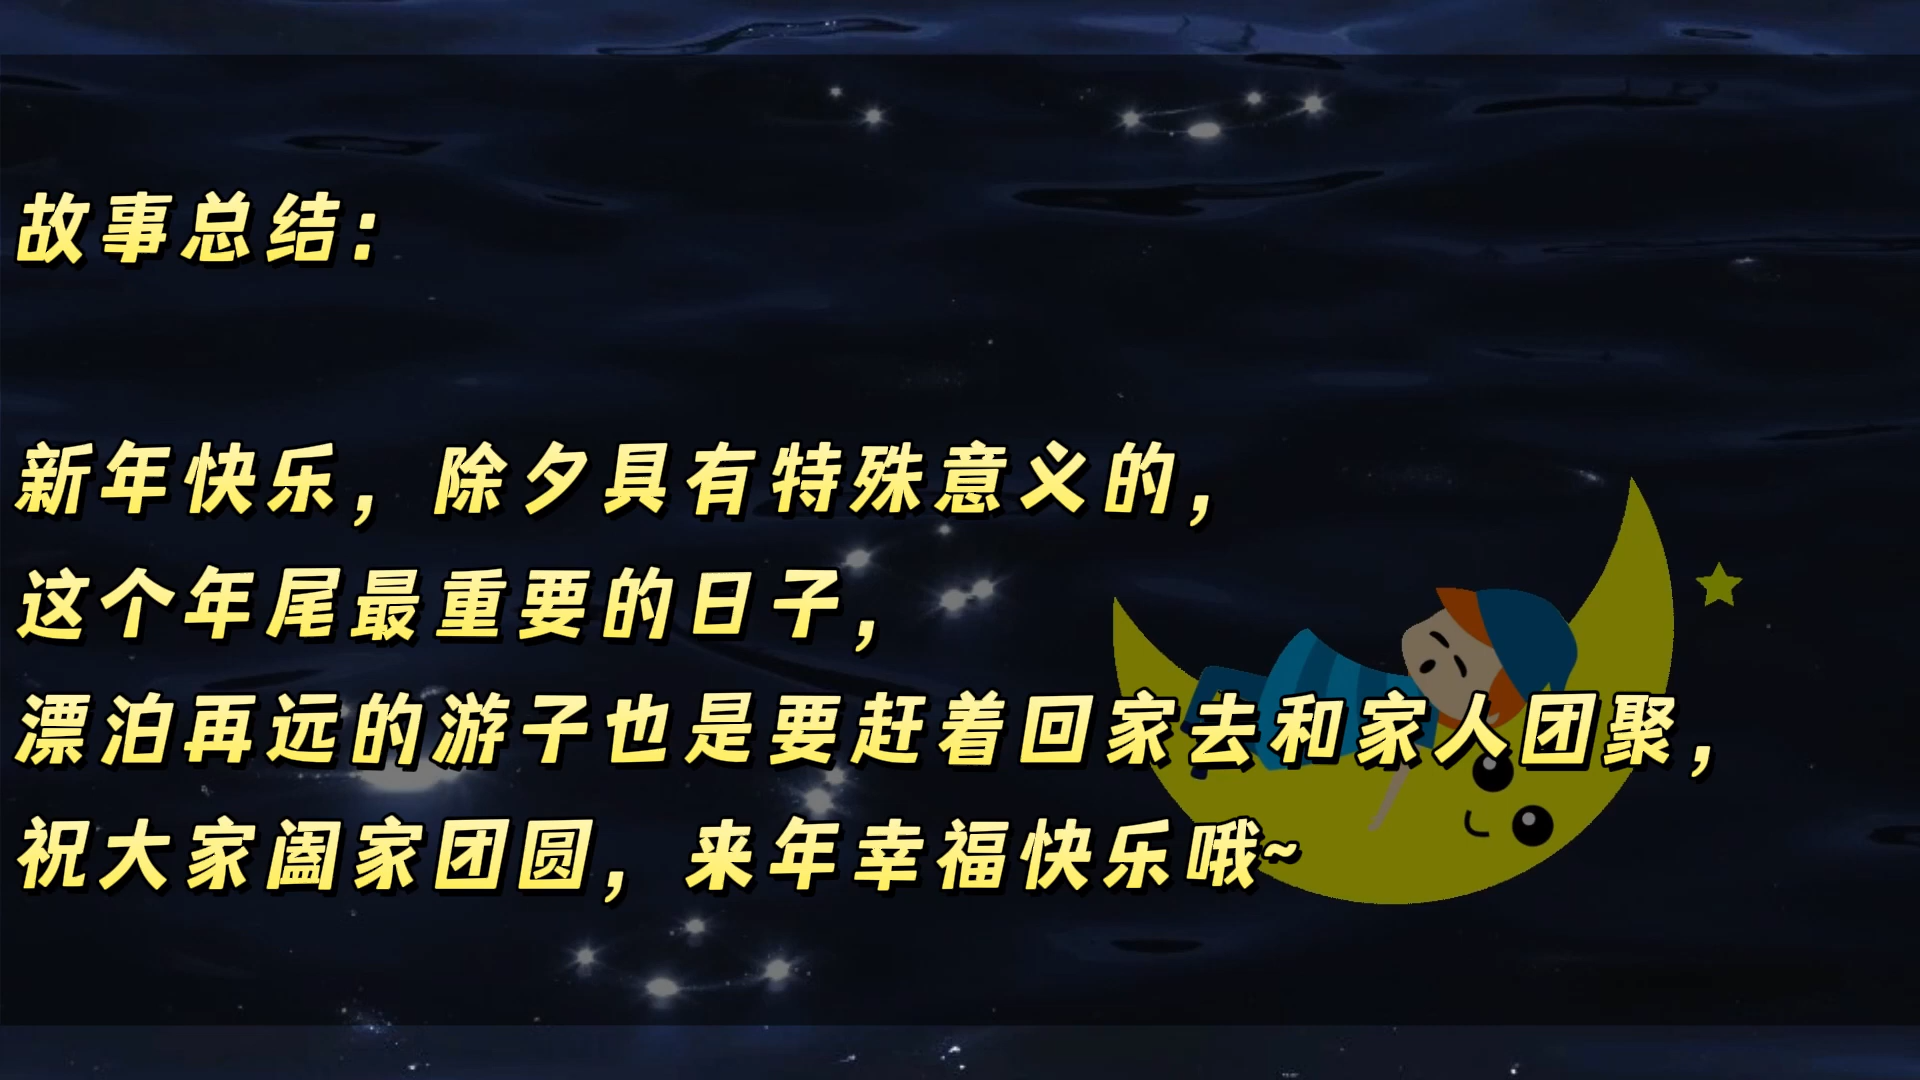 故事总结：
新年快乐，除夕具有特殊意义的，
这个年尾最重要的日子，
漂泊再远的游子也是要赶着回家去和家人团聚，
祝大家阖家团圆，来年幸福快乐哦~